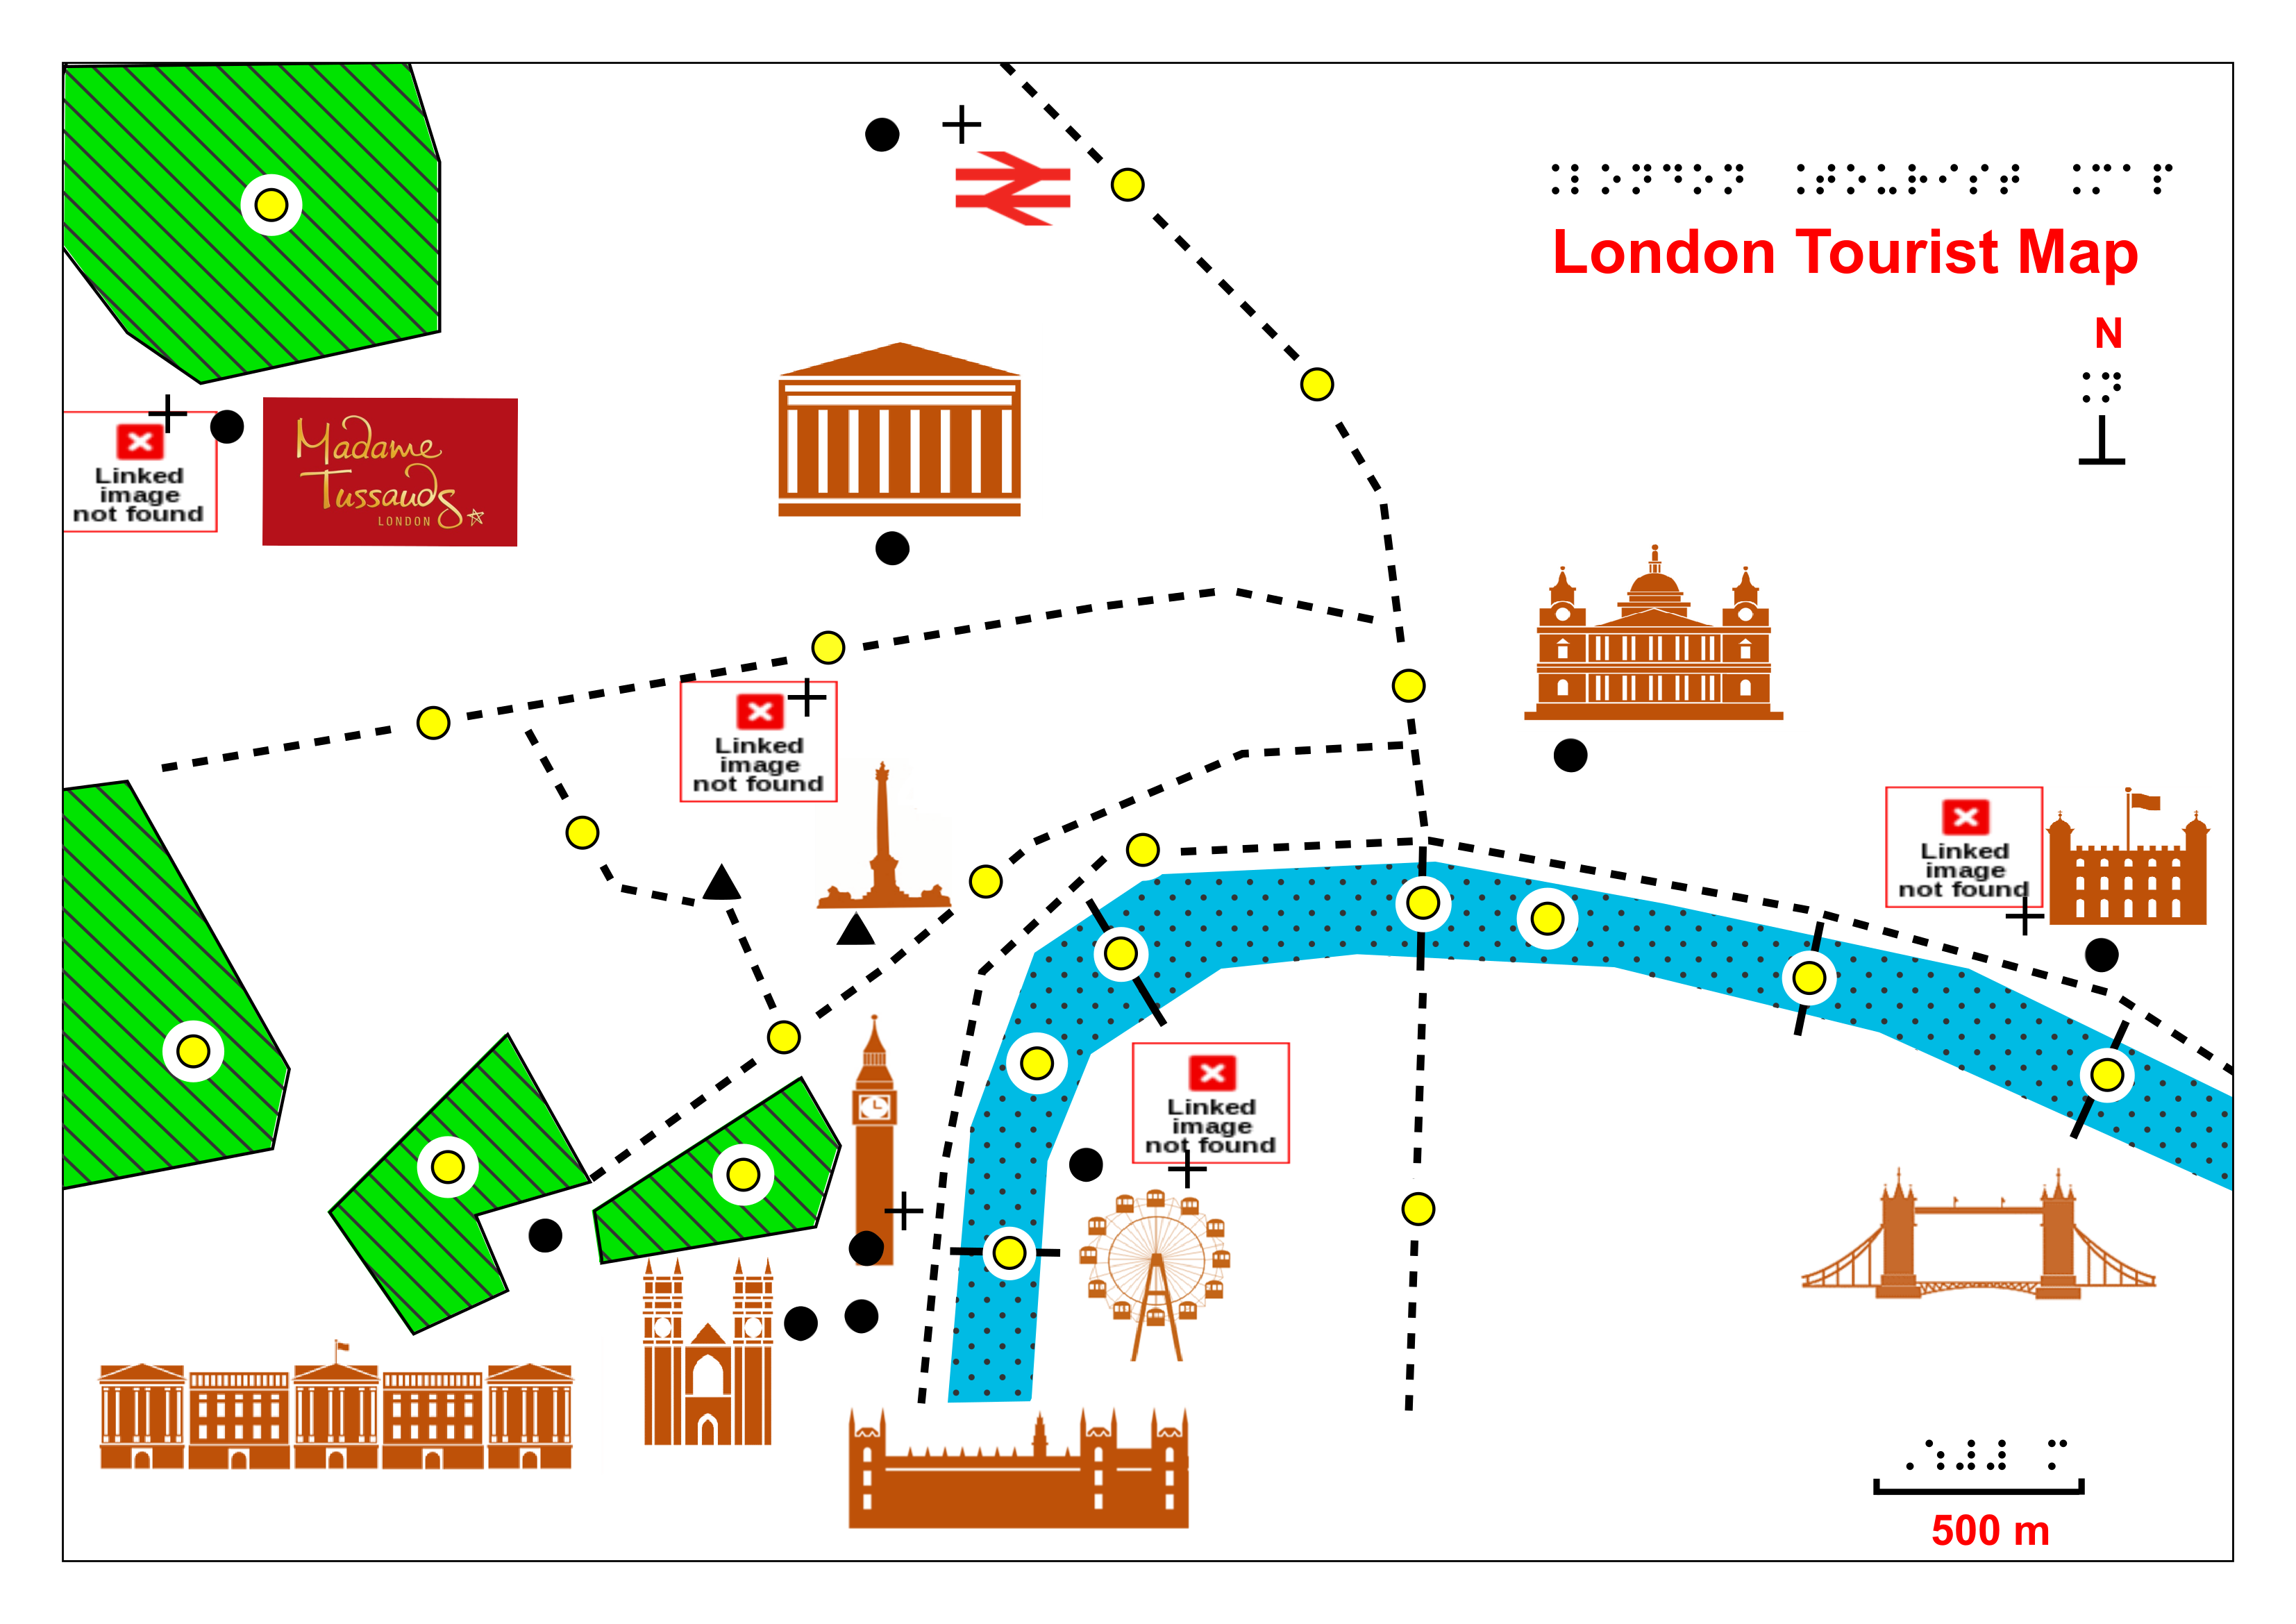 ⠨⠇⠕⠝⠙⠕⠝ ⠨⠞⠕⠥⠗⠊⠎⠞ ⠨⠍⠁⠏
London Tourist Map
N
⠨⠝
Linked
image
not found
Madame
Tussauds
LONDON
Linked
image
not found
Linked
image
not found
Linked
image
not found
⠠⠱⠼⠼ ⠍
500 m